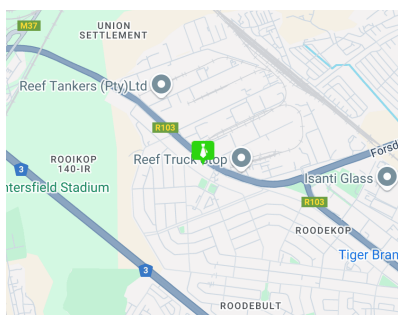 M37
UNION
SETTLEMENT
Reef Tankers (Pty)Ltd
R103
Forsd
ROOIKOP
140-IR
Reef Truck Stop
3
Isanti Glass
ntersfield Stadium
R103
ROODEKOP
Tiger Bran
3
ROODEBULT